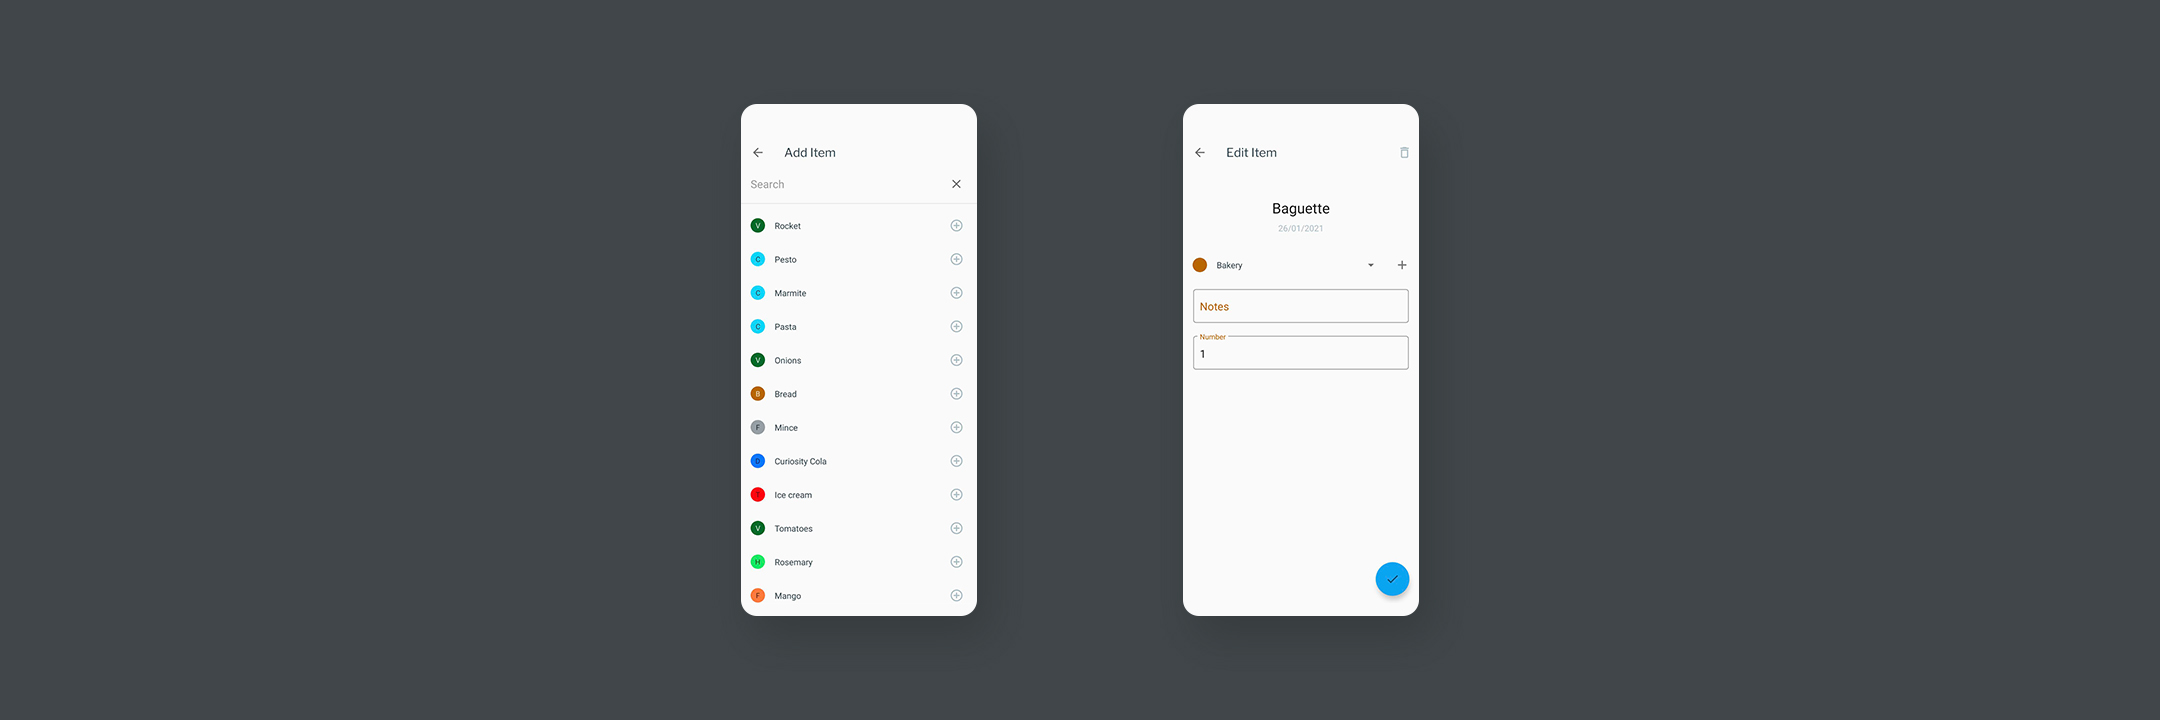 Add Item
Search
V Rocket
C Pesto
C Marmite
C Pasta
V Onions
B Bread
F Mince
D Curiosity Cola
Ice cream
V Tomatoes
H Rosemary
F Mango
Edit Item
Baguette
26/01/2021
Bakery
Notes
Number
1